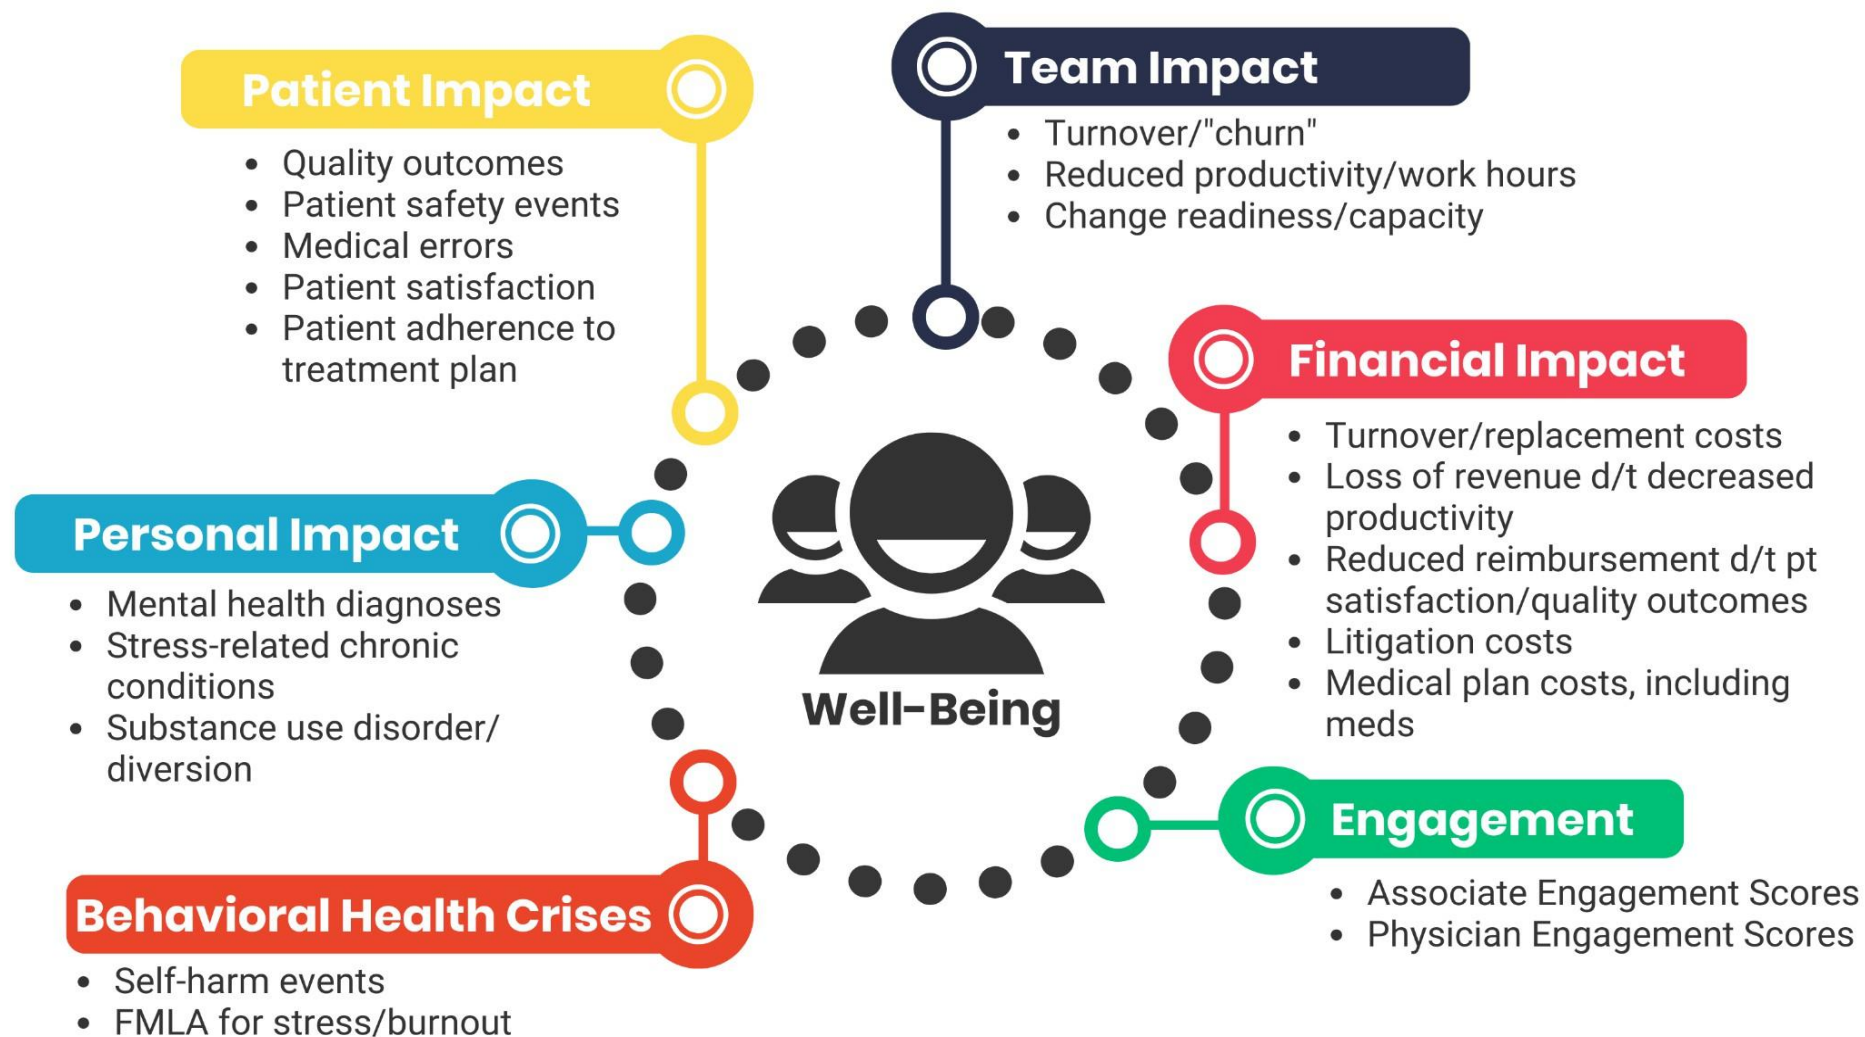 Patient Impact
• Quality outcomes
• Patient safety events
• Medical errors
• Patient satisfaction
• Patient adherence to
treatment plan
Team Impact
• Turnover/"churn"
• Reduced productivity/work hours
• Change readiness/capacity
Financial Impact
• Turnover/replacement costs
• Loss of revenue d/t decreased
productivity
• Reduced reimbursement d/t pt
satisfaction/quality outcomes
• Litigation costs
• Medical plan costs, including
meds
Personal Impact
• Mental health diagnoses
• Stress-related chronic
conditions
• Substance use disorder/
diversion
Well-Being
Engagement
• Associate Engagement Scores
• Physician Engagement Scores
Behavioral Health Crises
• Self-harm events
• FMLA for stress/burnout